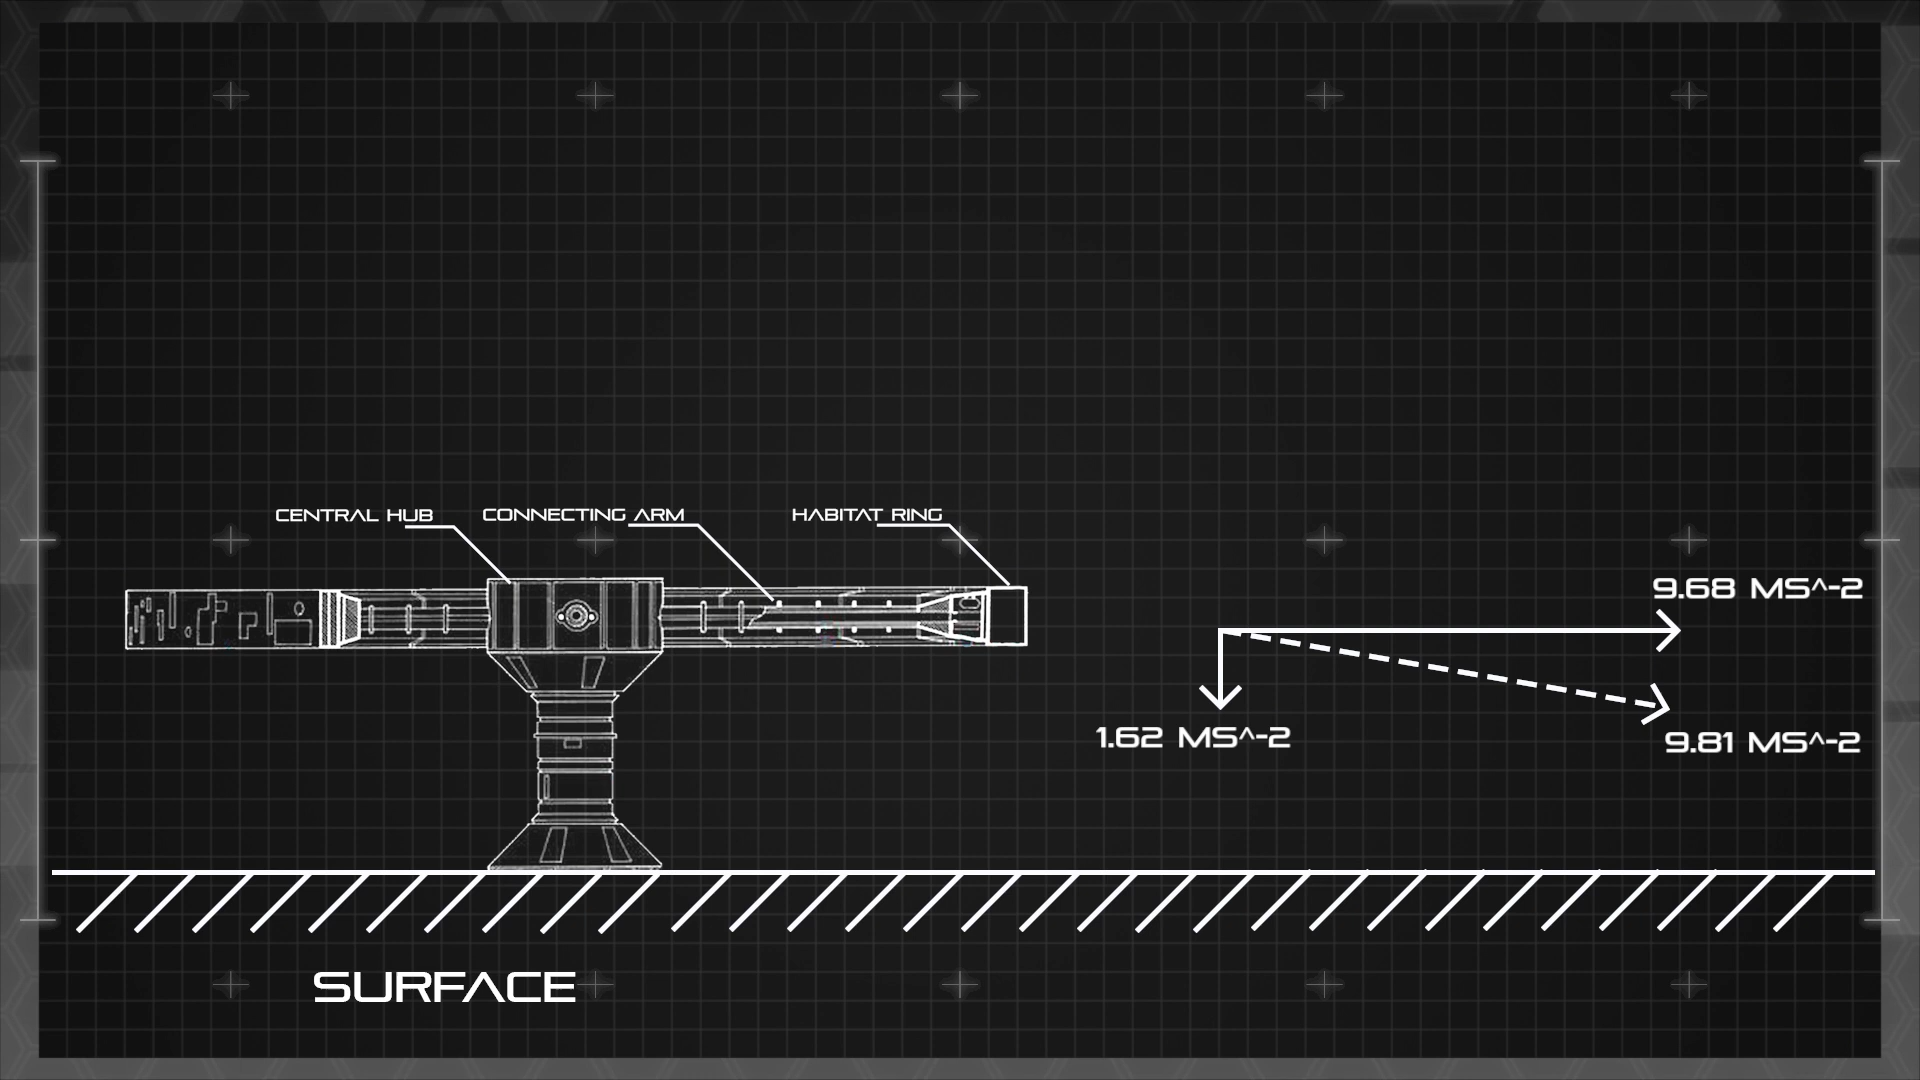 CENTRAL HUB
CONNECTING ARM
HABITAT RING
9.68 MS^-2
1.62 MS^-2
9.81 MS^-2
SURFACE